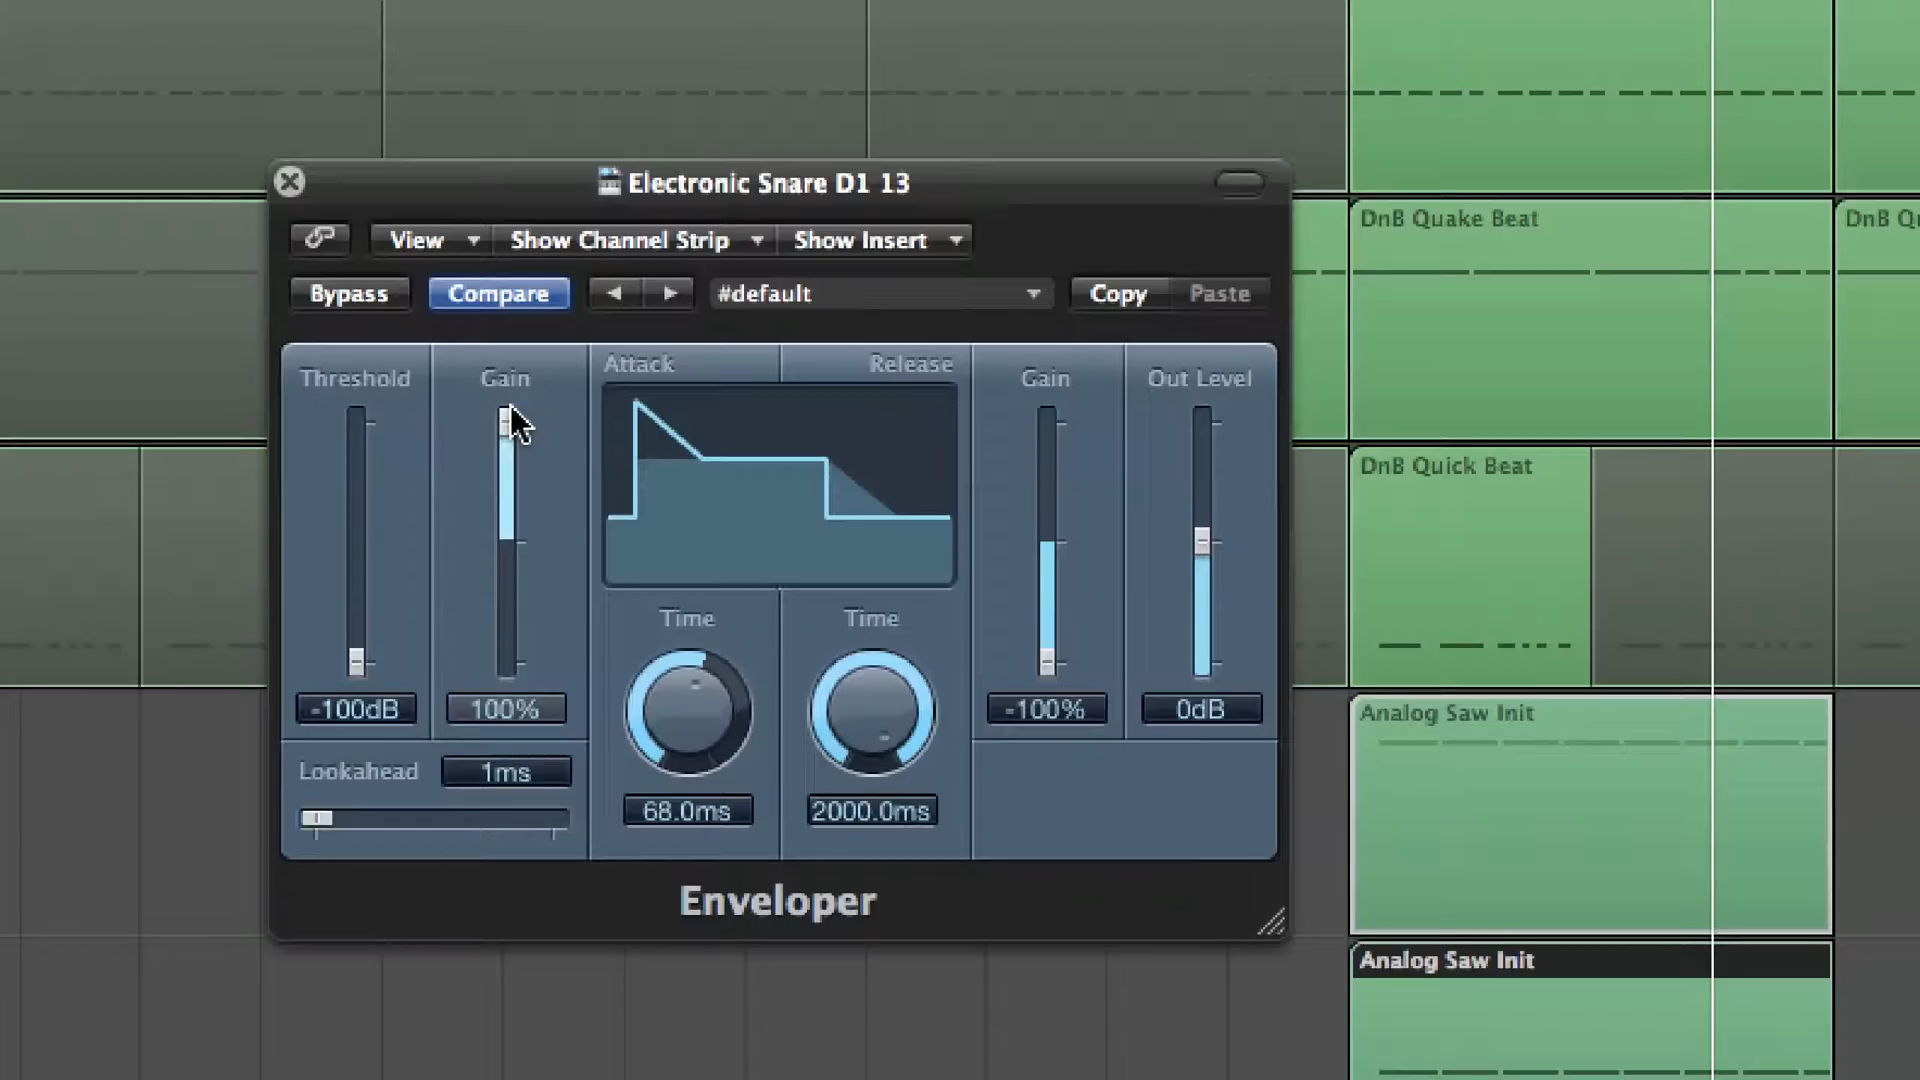 Electronic Snare D1 13
View
Show Channel Strip
Show Insert
Bypass
Compare
#default
Copy
Paste
Threshold
Gain
Attack
Release
Gain
Out Level
Time
Time
-100dB
100%
-100%
0dB
Lookahead
1ms
68.0ms
2000.0ms
Enveloper
DnB Quake Beat
DnB Qu
DnB Quick Beat
Analog Saw Init
Analog Saw Init